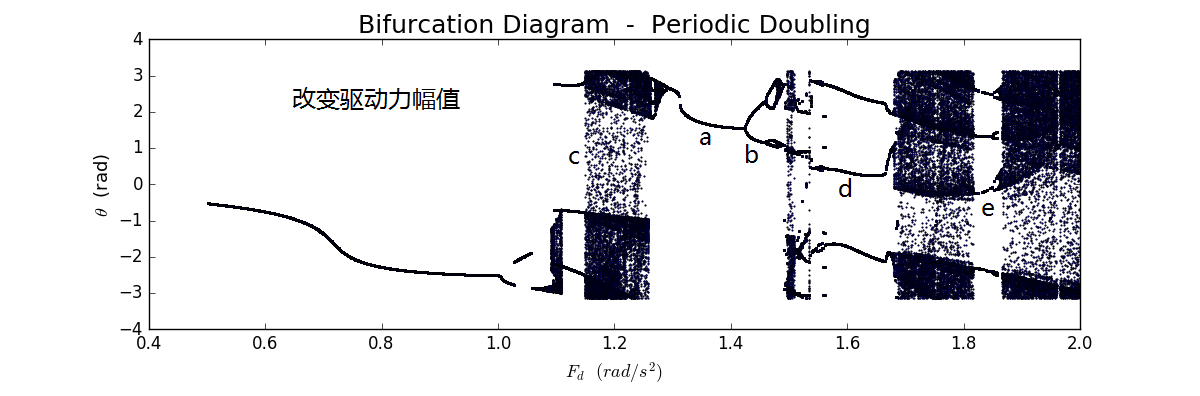 Bifurcation Diagram  -  Periodic Doubling
4
3
2
1
0
−1
−2
−3
−4
θ (rad)
改变驱动力幅值
a
b
c
d
e
0.4 0.6 0.8 1.0 1.2 1.4 1.6 1.8 2.0
F_d (rad/s²)